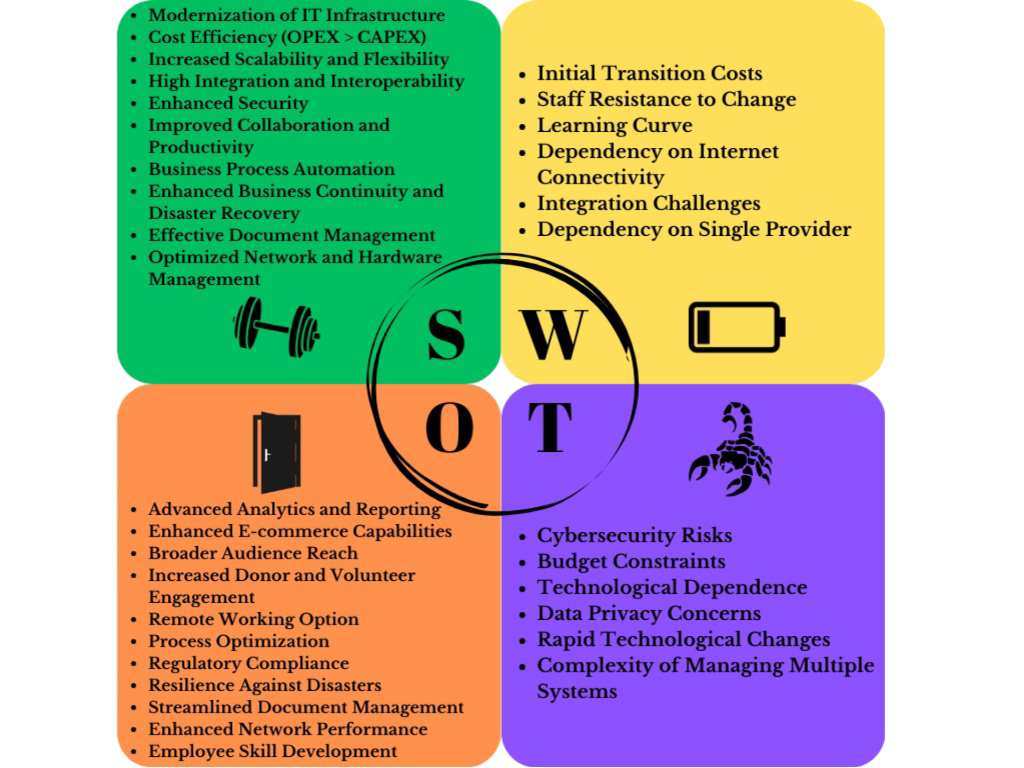 • Modernization of IT Infrastructure
• Cost Efficiency (OPEX > CAPEX)
• Increased Scalability and Flexibility
• High Integration and Interoperability
• Enhanced Security
• Improved Collaboration and
Productivity
• Business Process Automation
• Enhanced Business Continuity and
Disaster Recovery
• Effective Document Management
• Optimized Network and Hardware
Management
• Initial Transition Costs
• Staff Resistance to Change
• Learning Curve
• Dependency on Internet
Connectivity
• Integration Challenges
• Dependency on Single Provider
S W
O T
• Advanced Analytics and Reporting
• Enhanced E-commerce Capabilities
• Broader Audience Reach
• Increased Donor and Volunteer
Engagement
• Remote Working Option
• Process Optimization
• Regulatory Compliance
• Resilience Against Disasters
• Streamlined Document Management
• Enhanced Network Performance
• Employee Skill Development
• Cybersecurity Risks
• Budget Constraints
• Technological Dependence
• Data Privacy Concerns
• Rapid Technological Changes
• Complexity of Managing Multiple
Systems